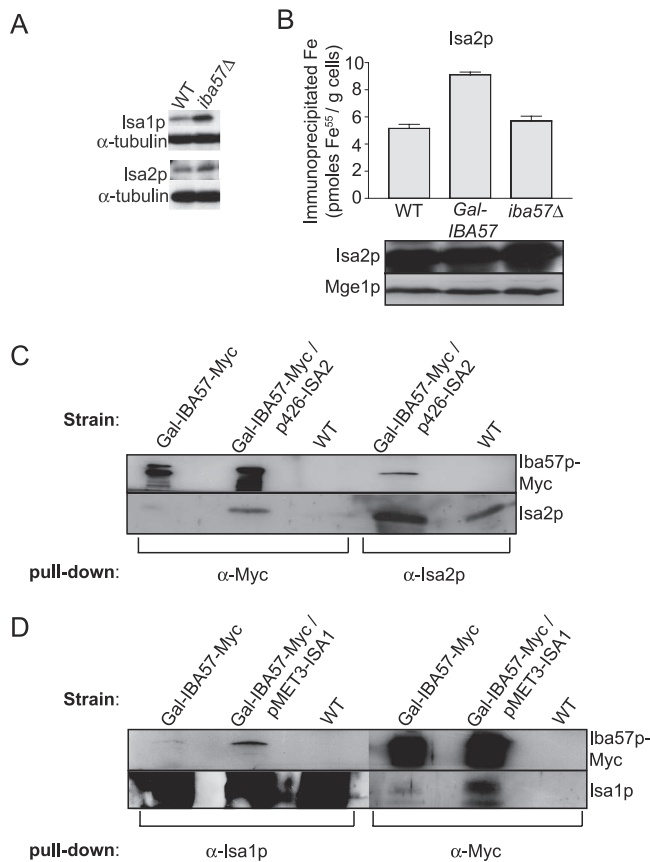 A
WT
iba57Δ
Isa1p
α-tubulin
Isa2p
α-tubulin
B
Isa2p
Immunoprecipitated Fe
(pmoles Fe⁵⁵ / g cells)
10
8
6
4
2
0
WT
Gal-
IBA57
iba57Δ
Isa2p
Mge1p
C
Strain:
Gal-IBA57-Myc
Gal-IBA57-Myc /
p426-ISA2
WT
Gal-IBA57-Myc /
p426-ISA2
WT
Iba57p-
Myc
Isa2p
pull-down:
α-Myc
α-Isa2p
D
Strain:
Gal-IBA57-Myc
Gal-IBA57-Myc /
pMET3-ISA1
WT
Gal-IBA57-Myc
Gal-IBA57-Myc /
pMET3-ISA1
WT
Iba57p-
Myc
Isa1p
pull-down:
α-Isa1p
α-Myc